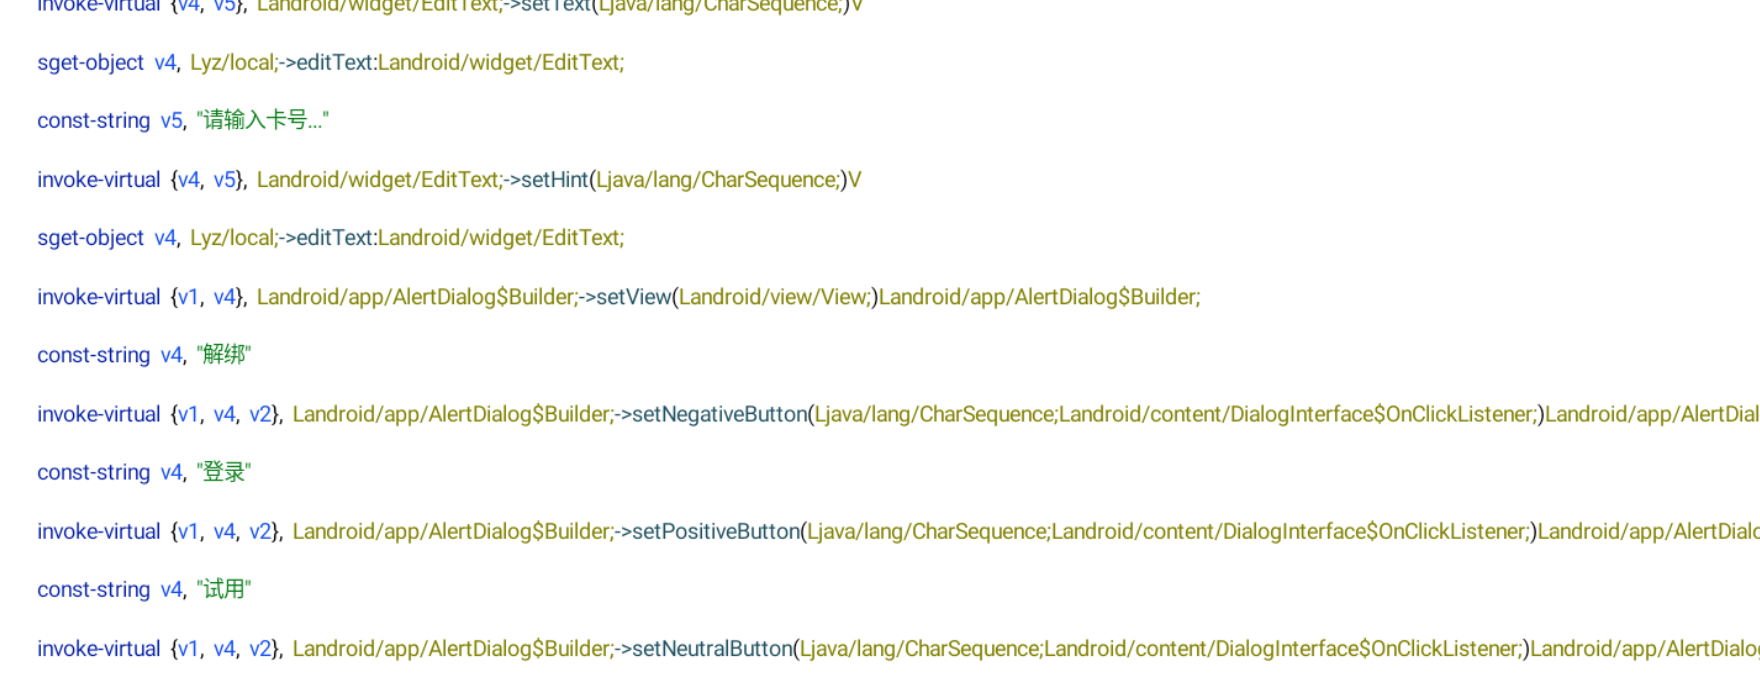 invoke-virtual {v4, v5}, Landroid/widget/EditText;->setText(Ljava/lang/CharSequence;)V
sget-object v4, Lyz/local;->editText:Landroid/widget/EditText;
const-string v5, "请输入卡号..."
invoke-virtual {v4, v5}, Landroid/widget/EditText;->setHint(Ljava/lang/CharSequence;)V
sget-object v4, Lyz/local;->editText:Landroid/widget/EditText;
invoke-virtual {v1, v4}, Landroid/app/AlertDialog$Builder;->setView(Landroid/view/View;)Landroid/app/AlertDialog$Builder;
const-string v4, "解绑"
invoke-virtual {v1, v4, v2}, Landroid/app/AlertDialog$Builder;->setNegativeButton(Ljava/lang/CharSequence;Landroid/content/DialogInterface$OnClickListener;)Landroid/app/AlertDial
const-string v4, "登录"
invoke-virtual {v1, v4, v2}, Landroid/app/AlertDialog$Builder;->setPositiveButton(Ljava/lang/CharSequence;Landroid/content/DialogInterface$OnClickListener;)Landroid/app/AlertDialo
const-string v4, "试用"
invoke-virtual {v1, v4, v2}, Landroid/app/AlertDialog$Builder;->setNeutralButton(Ljava/lang/CharSequence;Landroid/content/DialogInterface$OnClickListener;)Landroid/app/AlertDialog